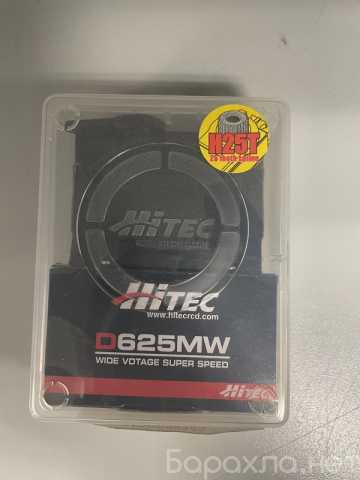 H25T
25 Tooth Spline
HiTEC
HiTEC
www.hitecrcd.com
D625MW
WIDE VOTAGE SUPER SPEED
HiTEC
Барахла.нет